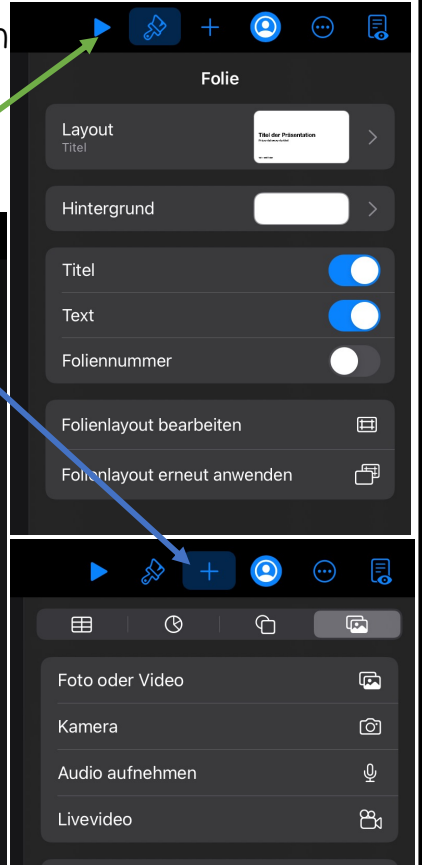 n
Folie
Layout
Titel
Titel der Präsentation
Hintergrund
Titel
Text
Foliennummer
Folienlayout bearbeiten
Folienlayout erneut anwenden
Foto oder Video
Kamera
Audio aufnehmen
Livevideo